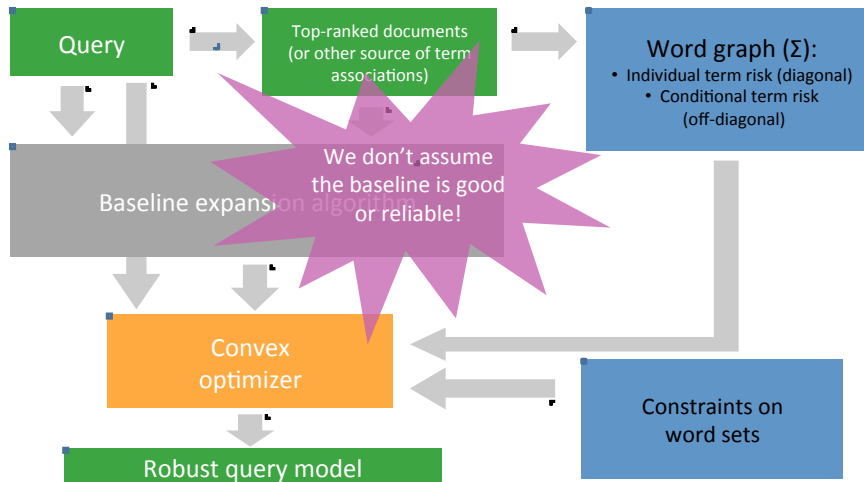 Query
Top-ranked documents
(or other source of term
associations)
Word graph (Σ):
• Individual term risk (diagonal)
• Conditional term risk
(off-diagonal)
We don't assume
the baseline is good
or reliable!
Baseline expansion algorithm
Convex
optimizer
Constraints on
word sets
Robust query model